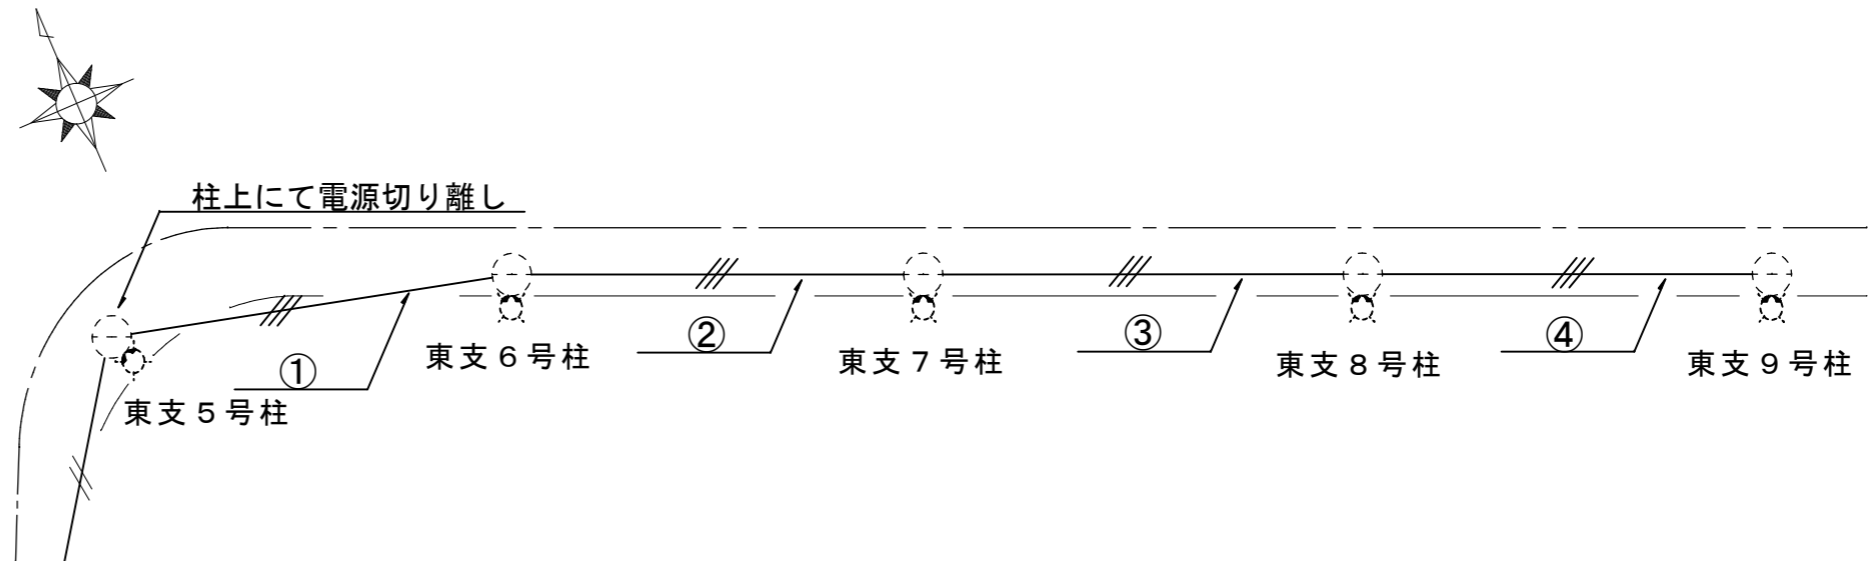 柱上にて電源切り離し
①
②
③
④
東支５号柱
東支６号柱
東支７号柱
東支８号柱
東支９号柱